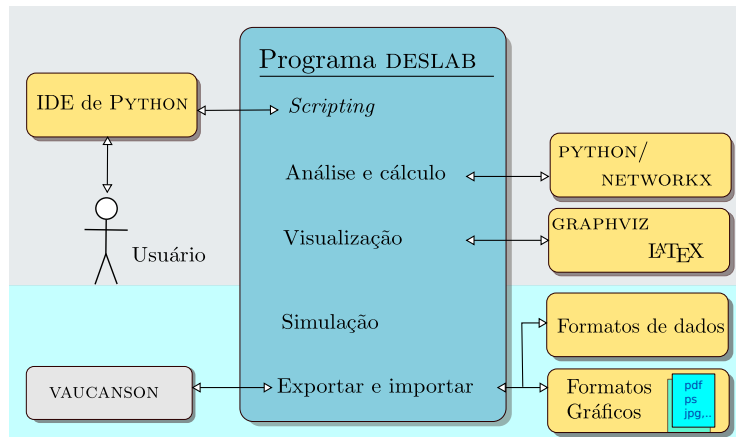 Programa DESLAB
IDE de PYTHON
Scripting
Análise e cálculo
PYTHON/
NETWORKX
Visualização
GRAPHVIZ
LATEX
Usuário
Simulação
Formatos de dados
VAUCANSON
Exportar e importar
Formatos
Gráficos
pdf
ps
jpg,..